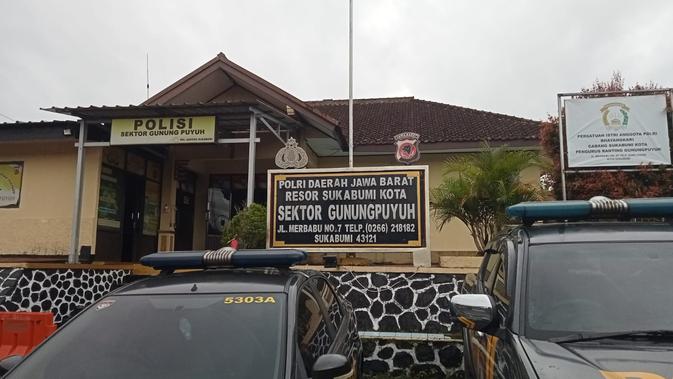 POLISI
SEKTOR GUNUNG PUYUH
POLRI DAERAH JAWA BARAT
RESOR SUKABUMI KOTA
SEKTOR GUNUNGPUYUH
JL. MERBABU NO.7 TELP. (0266) 218182
SUKABUMI 43121
PERSATUAN ISTRI ANGGOTA POLRI
BHAYANGKARI
CABANG SUKABUMI KOTA
PENGURUS RANTING GUNUNGPUYUH
5303A